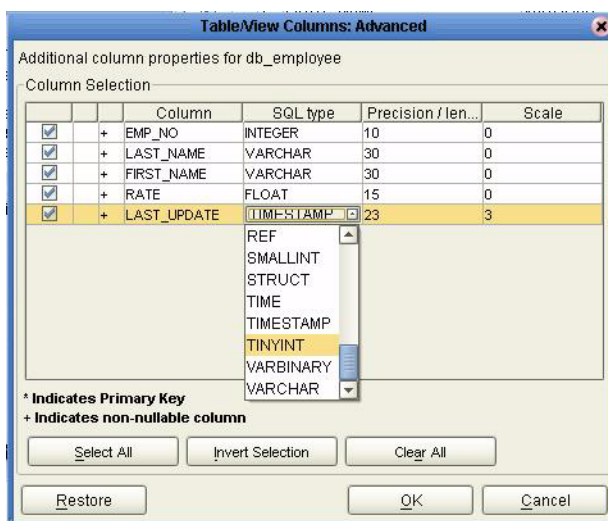 Table/View Columns: Advanced
Additional column properties for db_employee
Column Selection
Column SQL type Precision / len... Scale
+ EMP_NO INTEGER 10 0
+ LAST_NAME VARCHAR 30 0
+ FIRST_NAME VARCHAR 30 0
+ RATE FLOAT 15 0
+ LAST_UPDATE TIMESTAMP 23 3
REF
SMALLINT
STRUCT
TIME
TIMESTAMP
TINYINT
VARBINARY
VARCHAR
* Indicates Primary Key
+ Indicates non-nullable column
Select All Invert Selection Clear All
Restore OK Cancel